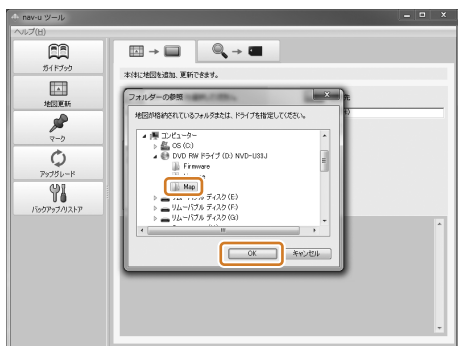 nav-u ツール
ヘルプ(H)
ガイドブック
地図更新
マーク
アップグレード
バックアップ/リストア
本体に地図を追加、更新できます。
フォルダーの参照
地図が格納されているフォルダまたは、ドライブを指定してください。
コンピューター
OS (C:)
DVD RW ドライブ (D:) NVD-U33J
Firmware
Map
リムーバブル ディスク (E:)
リムーバブル ディスク (F:)
リムーバブル ディスク (G:)
OK
キャンセル